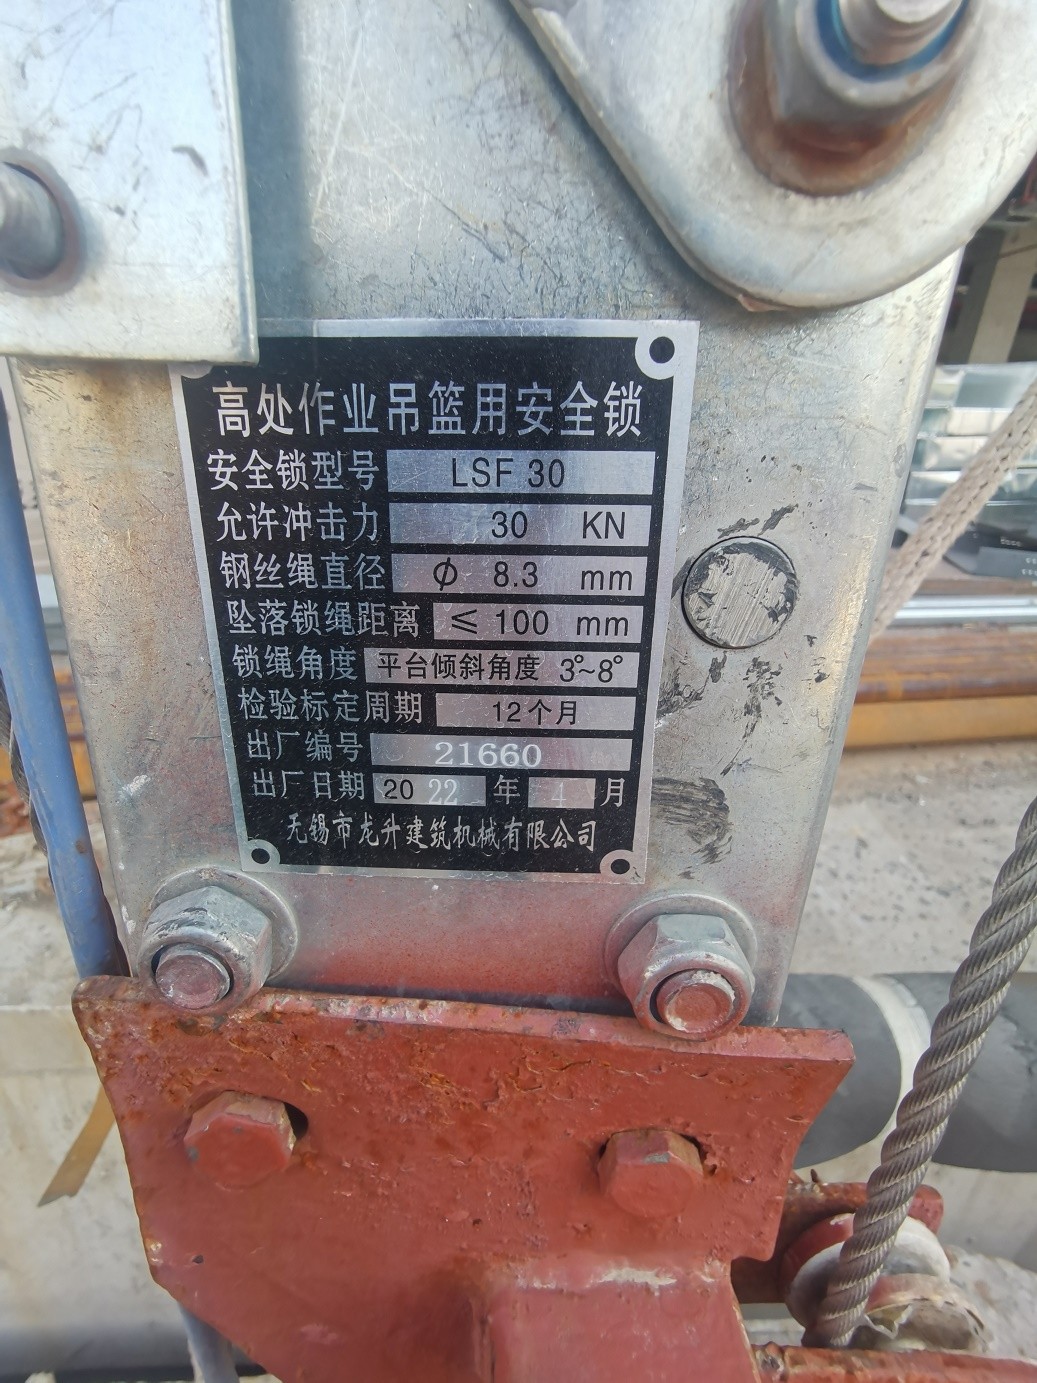 高处作业吊篮用安全锁
安全锁型号 LSF 30
允许冲击力 30 KN
钢丝绳直径 ϕ 8.3 mm
坠落锁绳距离 ≤ 100 mm
锁绳角度 平台倾斜角度 3°~8°
检验标定周期 12个月
出厂编号 21660
出厂日期 2022 年 4 月
无锡市龙升建筑机械有限公司